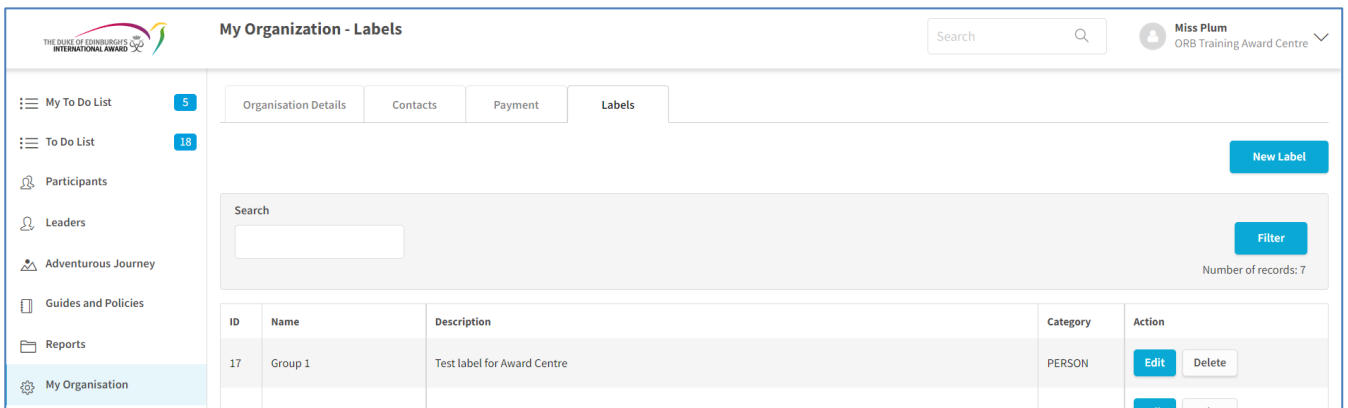 THE DUKE OF EDINBURGH'S
INTERNATIONAL AWARD
My Organization - Labels
Search
Miss Plum
ORB Training Award Centre
My To Do List 5
To Do List 18
Participants
Leaders
Adventurous Journey
Guides and Policies
Reports
My Organisation
Organisation Details Contacts Payment Labels
New Label
Search
Filter
Number of records: 7
ID Name Description Category Action
17 Group 1 Test label for Award Centre PERSON Edit Delete